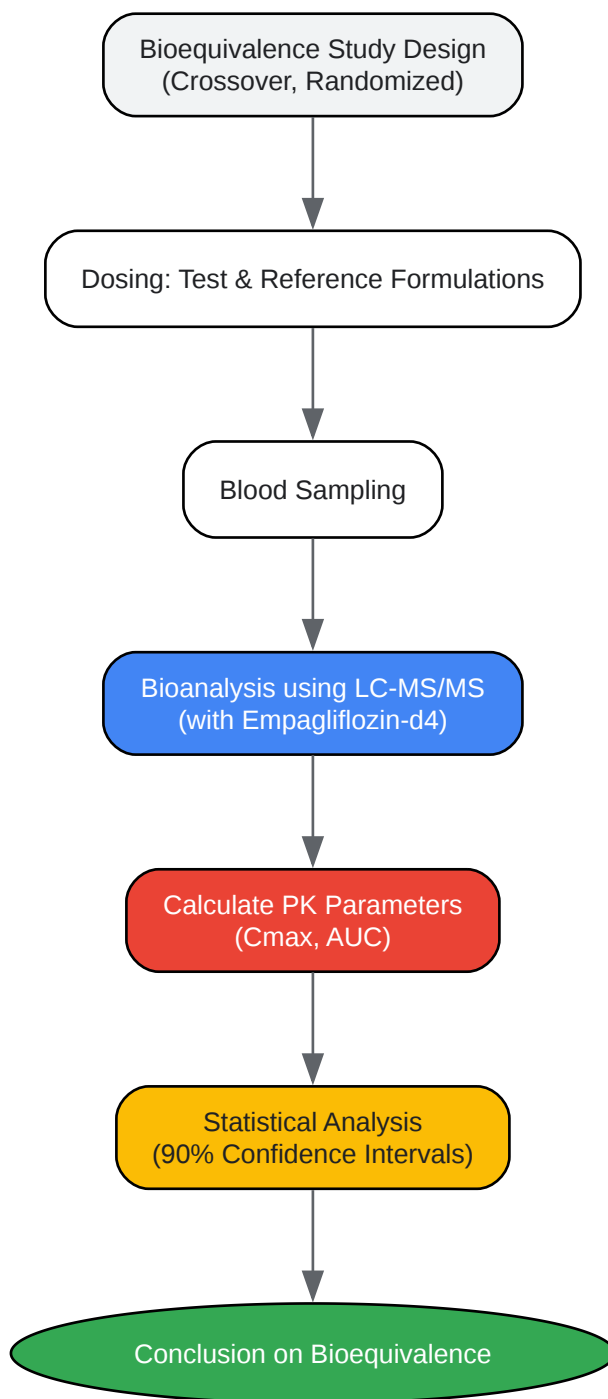 Bioequivalence Study Design
(Crossover, Randomized)
Dosing: Test & Reference Formulations
Blood Sampling
Bioanalysis using LC-MS/MS
(with Empagliflozin-d4)
Calculate PK Parameters
(Cmax, AUC)
Statistical Analysis
(90% Confidence Intervals)
Conclusion on Bioequivalence